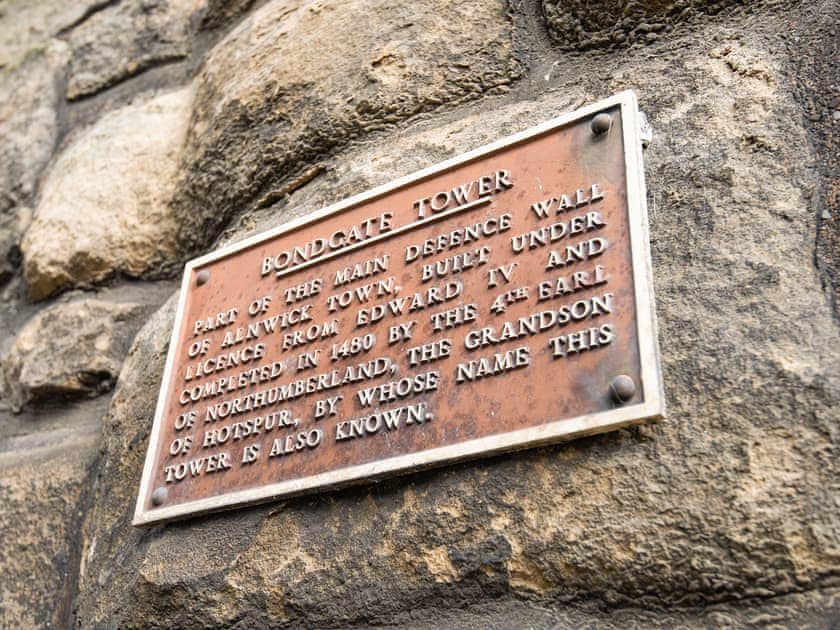 BONDGATE TOWER
PART OF THE MAIN DEFENCE WALL
OF ALNWICK TOWN, BUILT UNDER
LICENCE FROM EDWARD IV AND
COMPLETED IN 1480 BY THE 4TH EARL
OF NORTHUMBERLAND, THE GRANDSON
OF HOTSPUR, BY WHOSE NAME THIS
TOWER IS ALSO KNOWN.